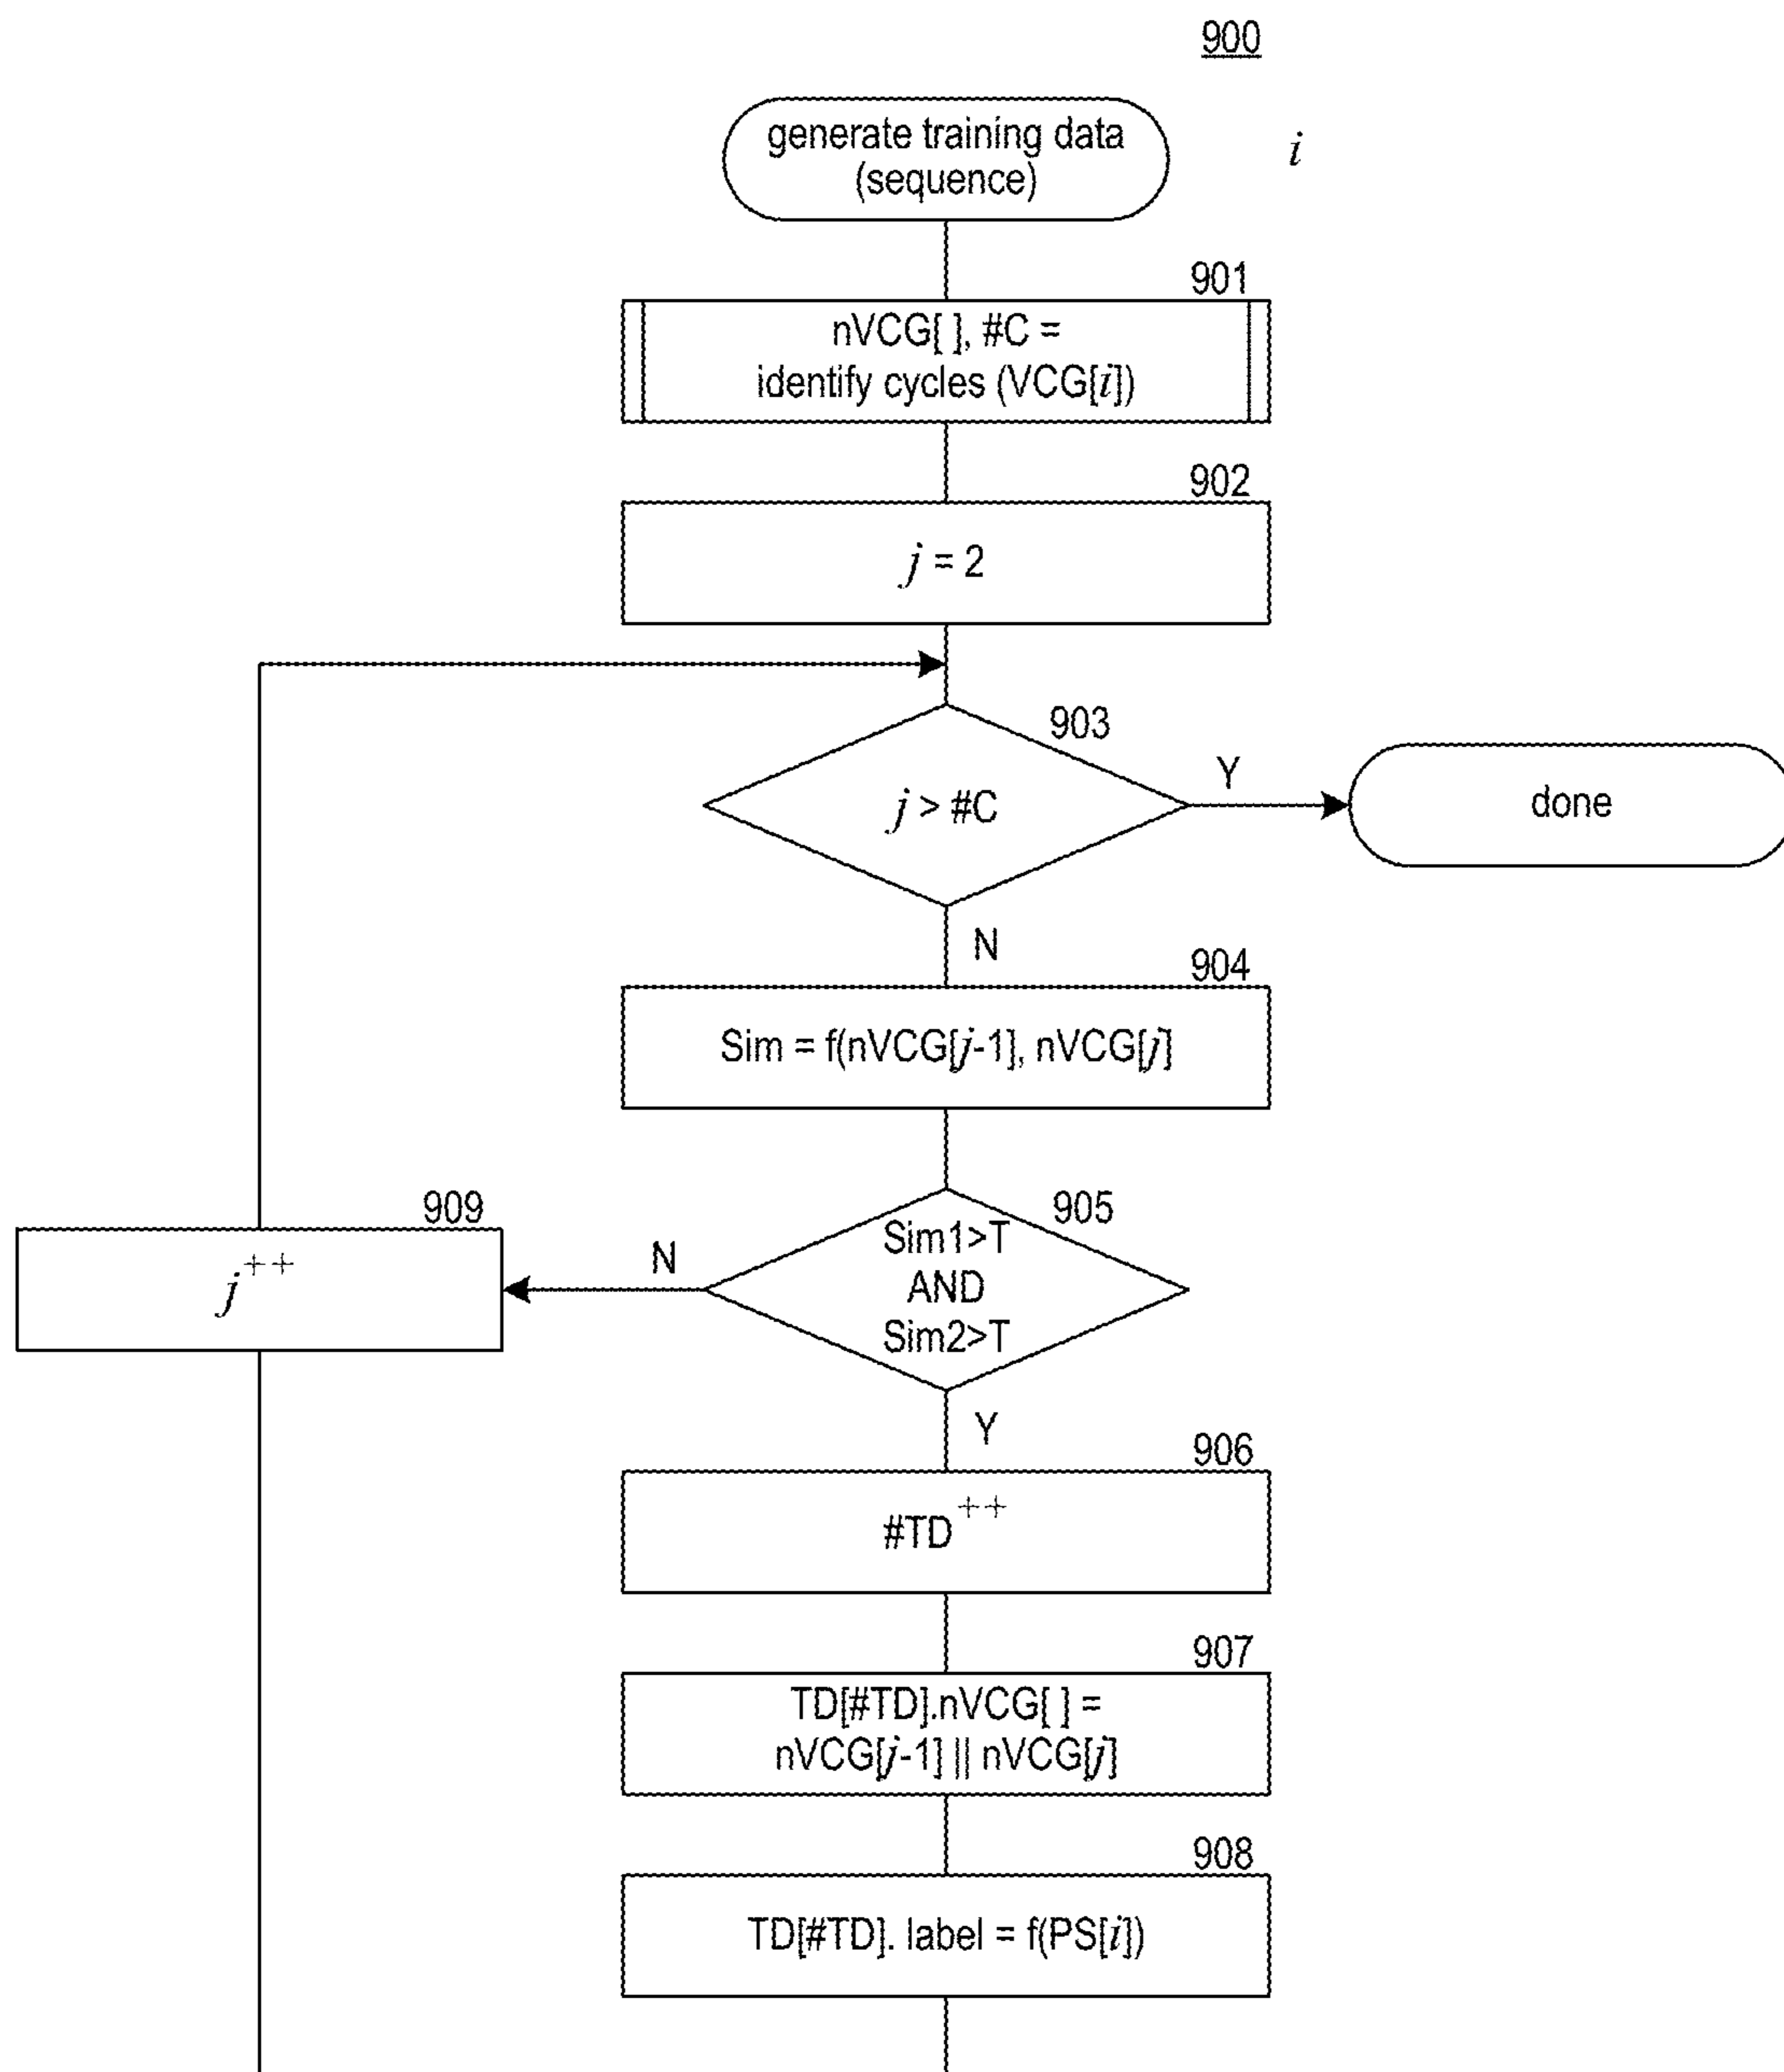 900
generate training data
(sequence)
i
901
nVCG[ ], #C =
identify cycles (VCG[i])
902
j = 2
903
j > #C
Y
done
N
904
Sim = f(nVCG[j-1], nVCG[j]
905
Sim1>T
AND
Sim2>T
N
909
j++
Y
906
#TD++
907
TD[#TD].nVCG[ ] =
nVCG[j-1] || nVCG[j]
908
TD[#TD]. label = f(PS[i])